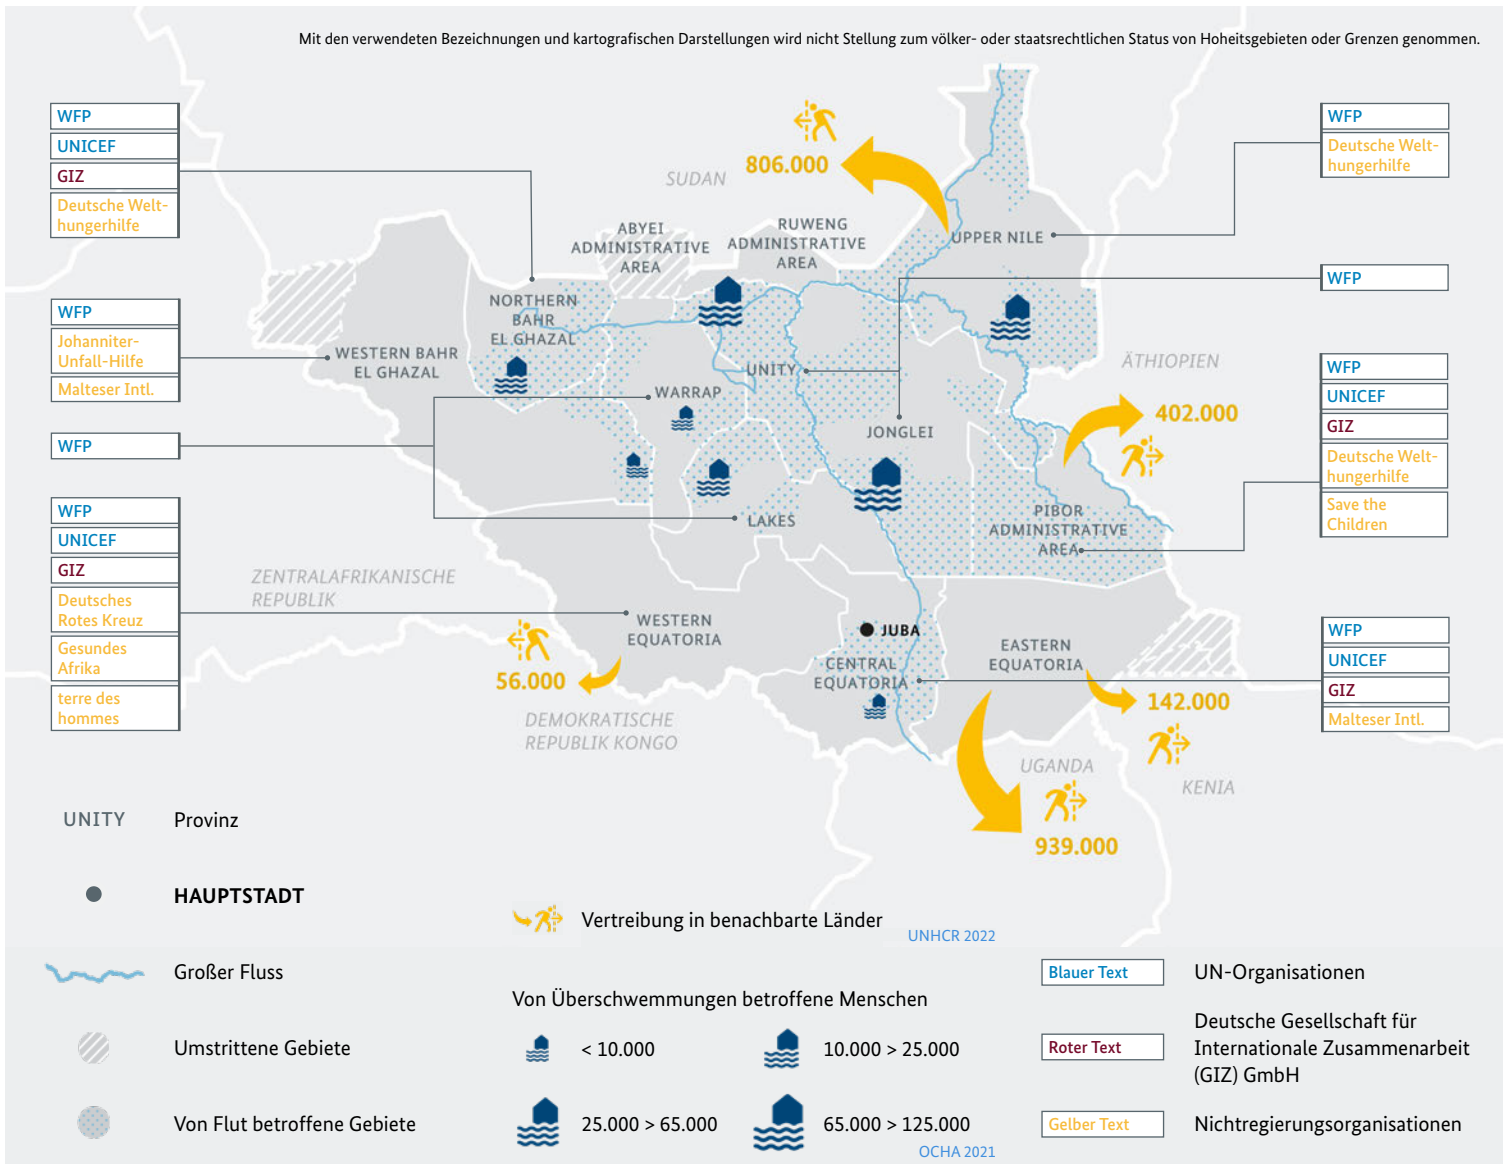 Mit den verwendeten Bezeichnungen und kartografischen Darstellungen wird nicht Stellung zum völker- oder staatsrechtlichen Status von Hoheitsgebieten oder Grenzen genommen.
WFP
UNICEF
GIZ
Deutsche Welt-
hungerhilfe
WFP
Johanniter-
Unfall-Hilfe
Malteser Intl.
WFP
WFP
UNICEF
GIZ
Deutsches
Rotes Kreuz
Gesundes
Afrika
terre des
hommes
SUDAN
806.000
ABYEI
ADMINISTRATIVE
AREA
RUWENG
ADMINISTRATIVE
AREA
UPPER NILE
NORTHERN
BAHR
EL GHAZAL
WESTERN BAHR
EL GHAZAL
UNITY
WARRAP
JONGLEI
LAKES
ÄTHIOPIEN
402.000
PIBOR
ADMINISTRATIVE
AREA
ZENTRALAFRIKANISCHE
REPUBLIK
WESTERN
EQUATORIA
JUBA
CENTRAL
EQUATORIA
EASTERN
EQUATORIA
56.000
DEMOKRATISCHE
REPUBLIK KONGO
142.000
UGANDA
KENIA
939.000
WFP
Deutsche Welt-
hungerhilfe
WFP
WFP
UNICEF
GIZ
Deutsche Welt-
hungerhilfe
Save the
Children
WFP
UNICEF
GIZ
Malteser Intl.
UNITY Provinz
HAUPTSTADT
Großer Fluss
Umstrittene Gebiete
Von Flut betroffene Gebiete
Vertreibung in benachbarte Länder
UNHCR 2022
Von Überschwemmungen betroffene Menschen
< 10.000
10.000 > 25.000
25.000 > 65.000
65.000 > 125.000
OCHA 2021
Blauer Text UN-Organisationen
Roter Text
Deutsche Gesellschaft für
Internationale Zusammenarbeit
(GIZ) GmbH
Gelber Text Nichtregierungsorganisationen